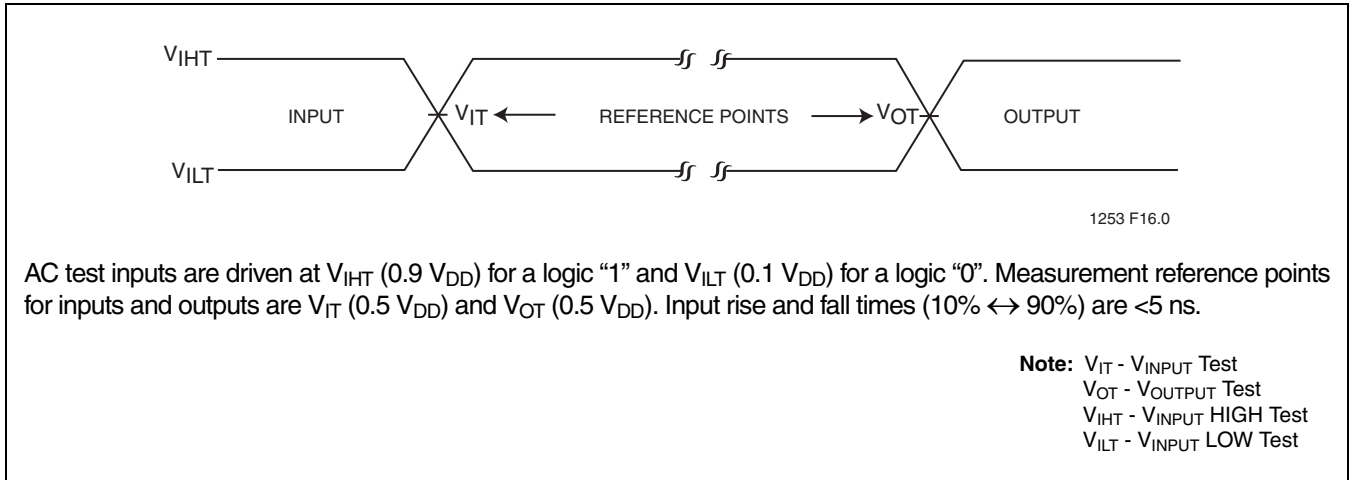 VIHT
INPUT VIT REFERENCE POINTS VOT OUTPUT
VILT
1253 F16.0
AC test inputs are driven at VIHT (0.9 VDD) for a logic “1” and VILT (0.1 VDD) for a logic “0”. Measurement reference points
for inputs and outputs are VIT (0.5 VDD) and VOT (0.5 VDD). Input rise and fall times (10% ↔ 90%) are <5 ns.
Note: VIT - VINPUT Test
VOT - VOUTPUT Test
VIHT - VINPUT HIGH Test
VILT - VINPUT LOW Test